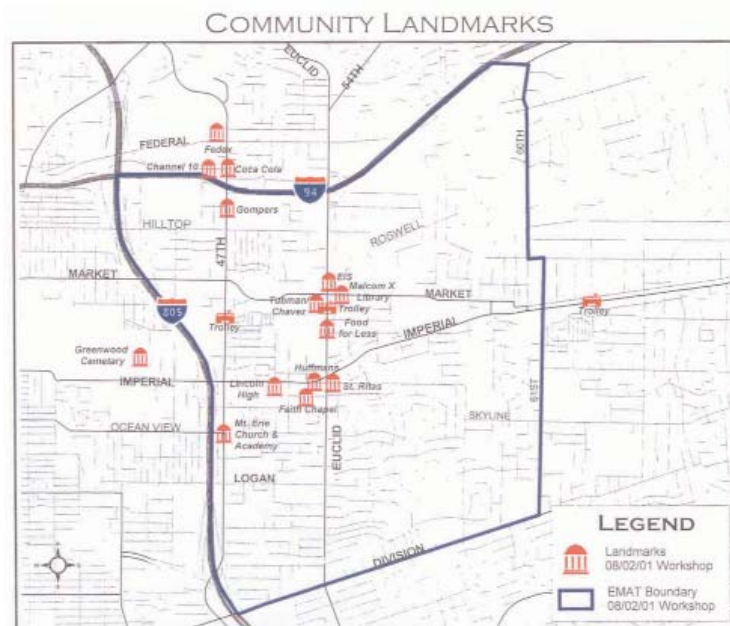 COMMUNITY LANDMARKS
EUCLID
54TH
FEDERAL
Fedex
60TH
Channel 10
Coca Cola
94
Gompers
HILLTOP
ROSWELL
47TH
EIS
MARKET
Malcom X
Library
MARKET
Tubman
Chavez
Trolley
Trolley
805
Trolley
Food
for Less
IMPERIAL
Greenwood
Cemetary
Huffmans
IMPERIAL
Lincoln
High
St. Ritas
61ST
Faith Chapel
SKYLINE
OCEAN VIEW
Mt. Erie
Church &
Academy
EUCLID
LOGAN
DIVISION
LEGEND
Landmarks
08/02/01 Workshop
EMAT Boundary
08/02/01 Workshop